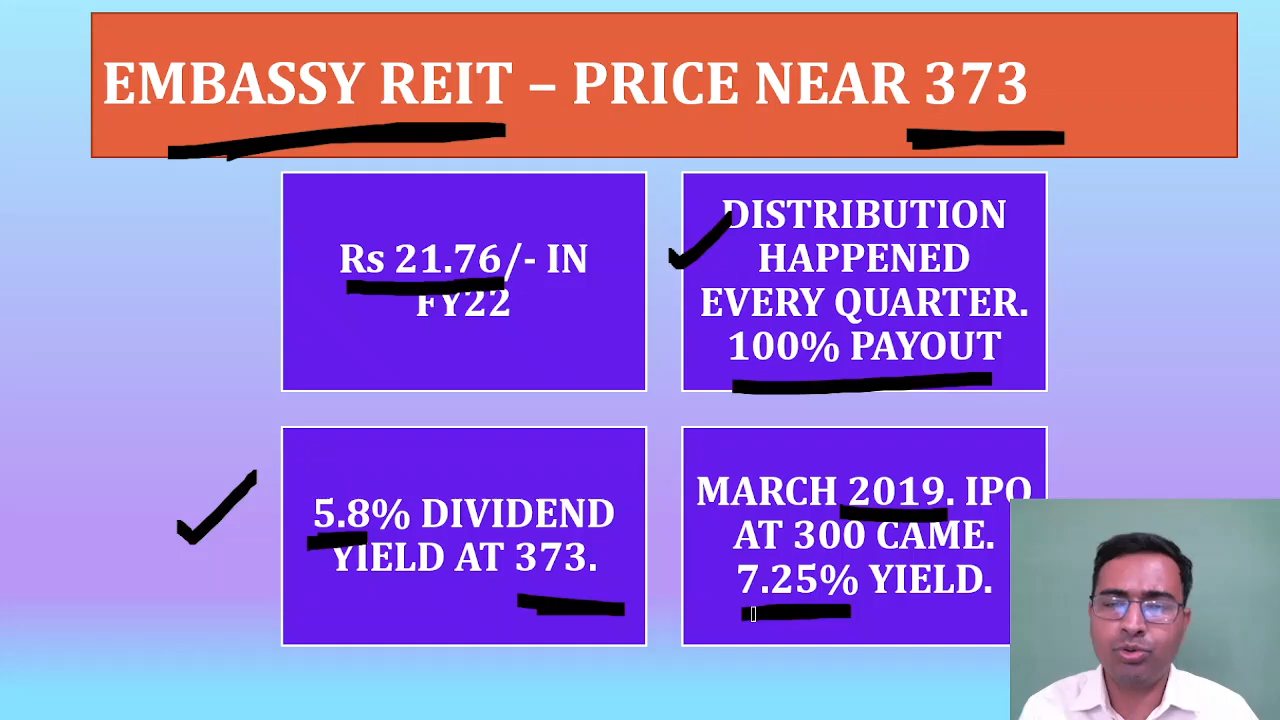 EMBASSY REIT – PRICE NEAR 373
Rs 21.76/- IN
FY22
DISTRIBUTION
HAPPENED
EVERY QUARTER.
100% PAYOUT
5.8% DIVIDEND
YIELD AT 373.
MARCH 2019. IPO
AT 300 CAME.
7.25% YIELD.